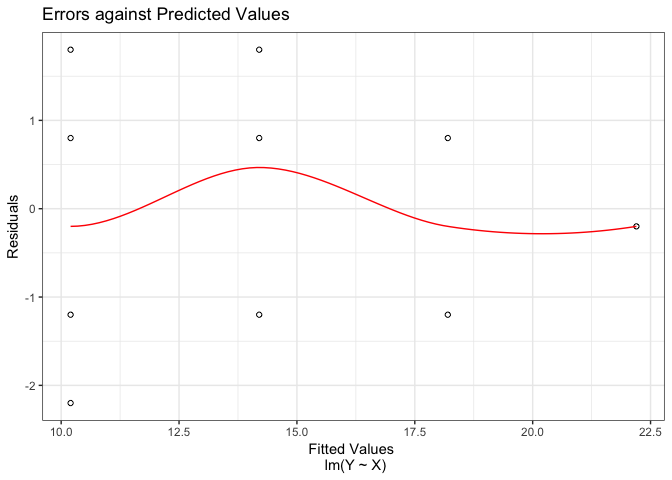 Errors against Predicted Values
1
0
-1
-2
Residuals
10.0 12.5 15.0 17.5 20.0 22.5
Fitted Values
lm(Y ~ X)